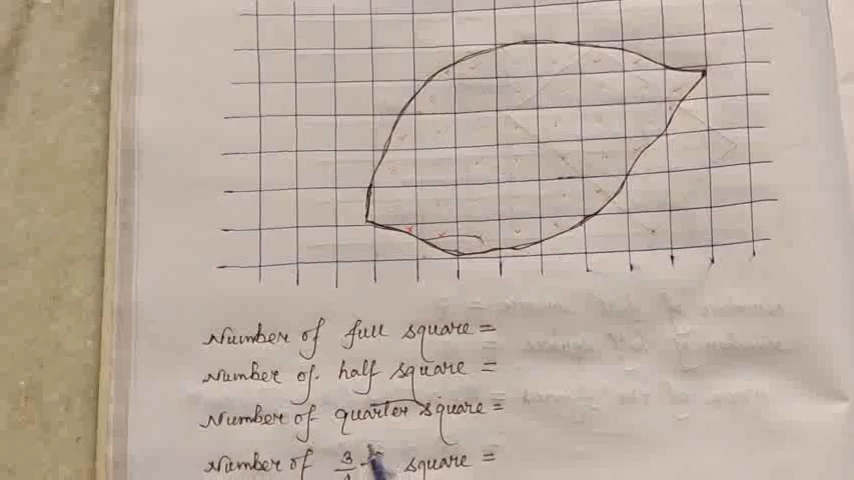 Number of full square =
Number of half square =
Number of quarter square =
Number of 3/4 square =